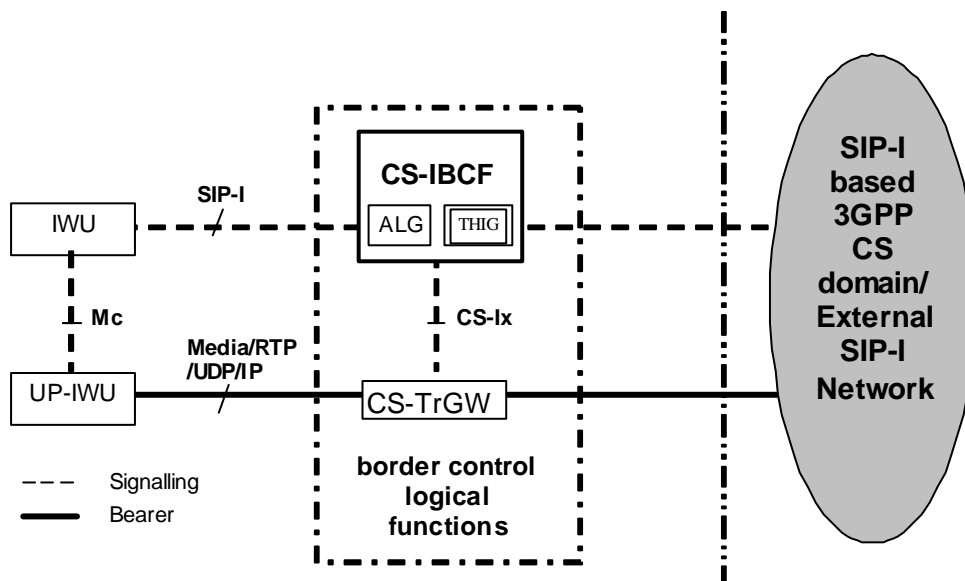 CS-IBCF
ALG
THIG
SIP-I
IWU
Mc
CS-Ix
Media/RTP
/UDP/IP
UP-IWU
CS-TrGW
border control
logical
functions
Signalling
Bearer
SIP-I
based
3GPP
CS
domain/
External
SIP-I
Network